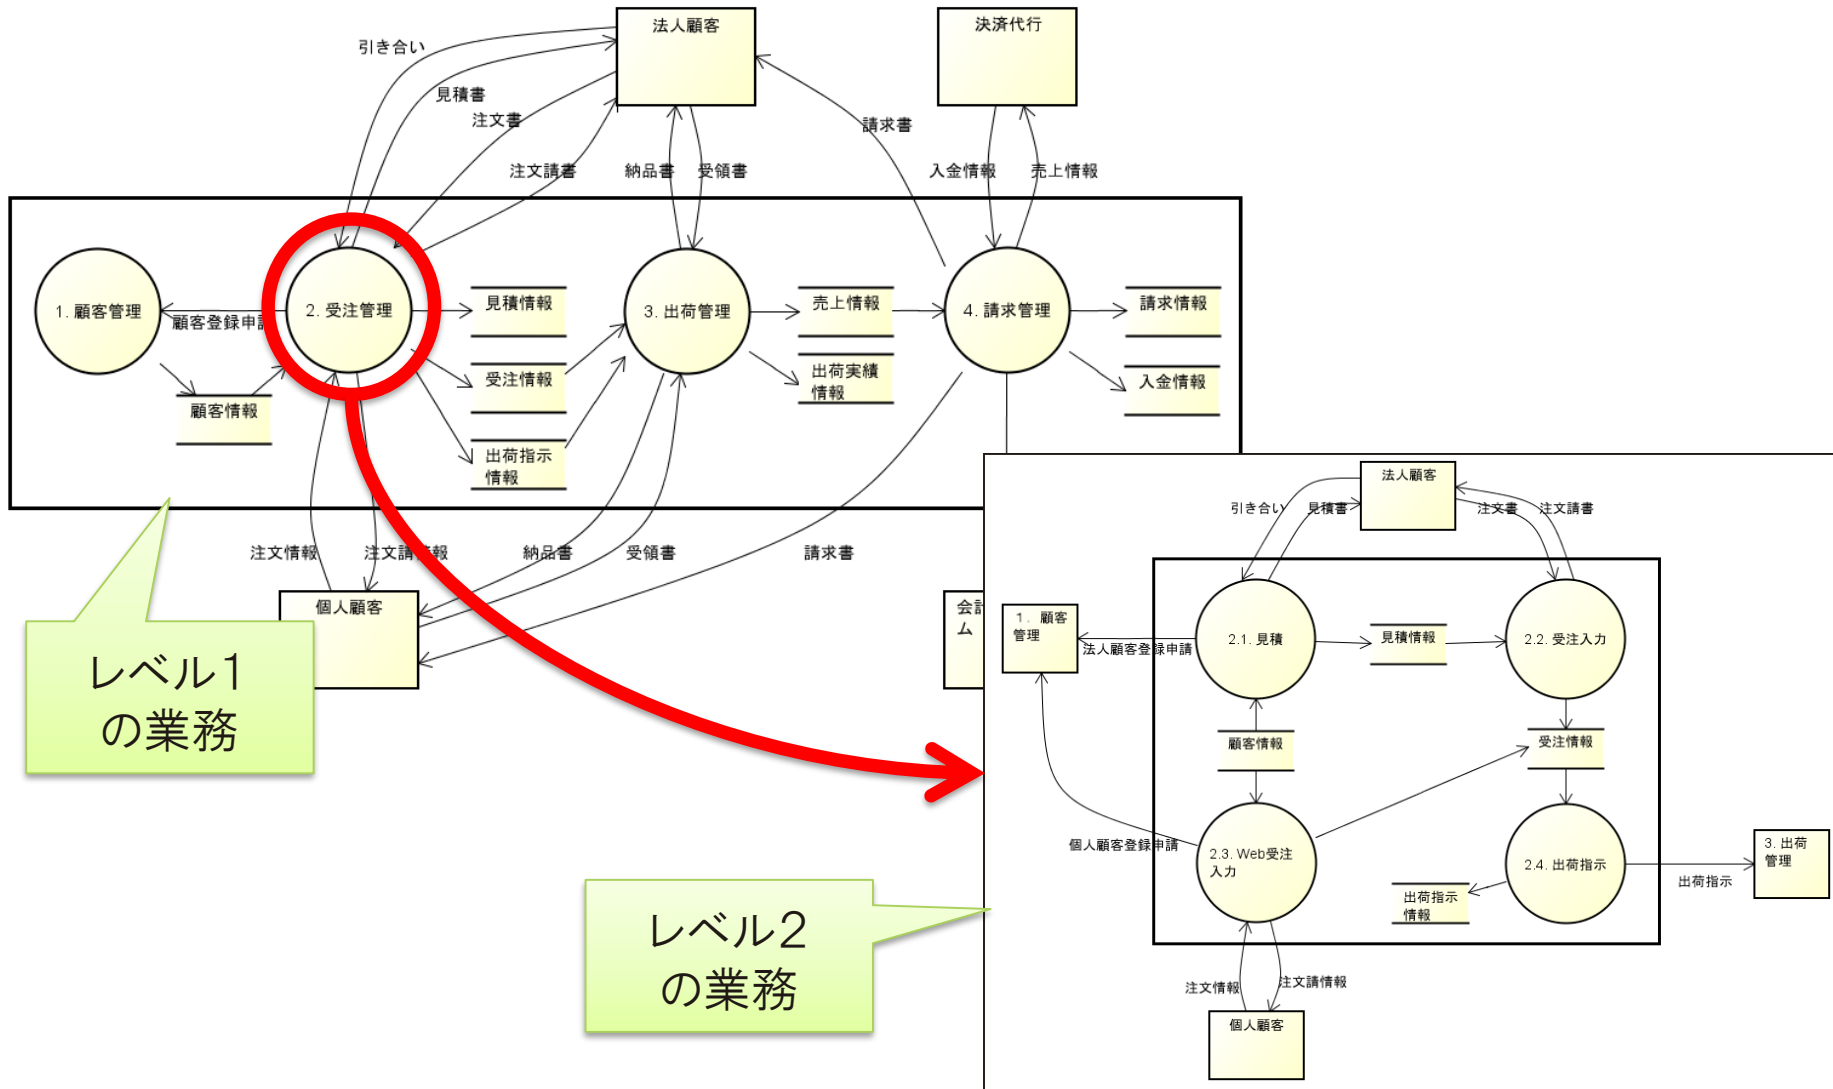 法人顧客
決済代行
引き合い
見積書
注文書
注文請書
納品書
受領書
請求書
入金情報
売上情報
1. 顧客管理
顧客登録申請
2. 受注管理
見積情報
3. 出荷管理
売上情報
4. 請求管理
請求情報
顧客情報
受注情報
出荷実績
情報
入金情報
出荷指示
情報
注文情報
注文請情報
納品書
受領書
請求書
個人顧客
会計
ム
レベル1
の業務
法人顧客
引き合い
見積書
注文書
注文請書
1. 顧客
管理
法人顧客登録申請
2.1. 見積
見積情報
2.2. 受注入力
顧客情報
受注情報
個人顧客登録申請
2.3. Web受注
入力
2.4. 出荷指示
出荷指示
情報
出荷指示
3. 出荷
管理
注文情報
注文請情報
個人顧客
レベル2
の業務